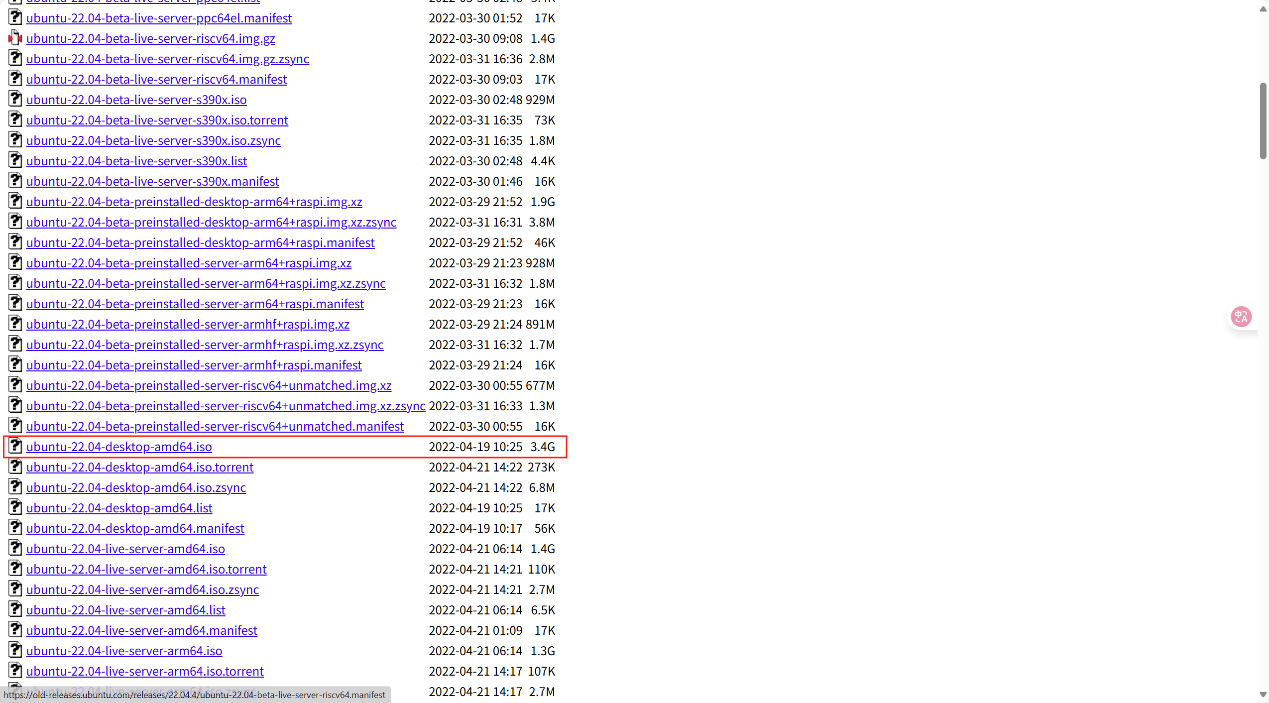 ubuntu-22.04-beta-live-server-ppc64el.list 2022-03-30 02:48 5.4K
ubuntu-22.04-beta-live-server-ppc64el.manifest 2022-03-30 01:52 17K
ubuntu-22.04-beta-live-server-riscv64.img.gz 2022-03-30 09:08 1.4G
ubuntu-22.04-beta-live-server-riscv64.img.gz.zsync 2022-03-31 16:36 2.8M
ubuntu-22.04-beta-live-server-riscv64.manifest 2022-03-30 09:03 17K
ubuntu-22.04-beta-live-server-s390x.iso 2022-03-30 02:48 929M
ubuntu-22.04-beta-live-server-s390x.iso.torrent 2022-03-31 16:35 73K
ubuntu-22.04-beta-live-server-s390x.iso.zsync 2022-03-31 16:35 1.8M
ubuntu-22.04-beta-live-server-s390x.list 2022-03-30 02:48 4.4K
ubuntu-22.04-beta-live-server-s390x.manifest 2022-03-30 01:46 16K
ubuntu-22.04-beta-preinstalled-desktop-arm64+raspi.img.xz 2022-03-29 21:52 1.9G
ubuntu-22.04-beta-preinstalled-desktop-arm64+raspi.img.xz.zsync 2022-03-31 16:31 3.8M
ubuntu-22.04-beta-preinstalled-desktop-arm64+raspi.manifest 2022-03-29 21:52 46K
ubuntu-22.04-beta-preinstalled-server-arm64+raspi.img.xz 2022-03-29 21:23 928M
ubuntu-22.04-beta-preinstalled-server-arm64+raspi.img.xz.zsync 2022-03-31 16:32 1.8M
ubuntu-22.04-beta-preinstalled-server-arm64+raspi.manifest 2022-03-29 21:23 16K
ubuntu-22.04-beta-preinstalled-server-armhf+raspi.img.xz 2022-03-29 21:24 891M
ubuntu-22.04-beta-preinstalled-server-armhf+raspi.img.xz.zsync 2022-03-31 16:32 1.7M
ubuntu-22.04-beta-preinstalled-server-armhf+raspi.manifest 2022-03-29 21:24 16K
ubuntu-22.04-beta-preinstalled-server-riscv64+unmatched.img.xz 2022-03-30 00:55 677M
ubuntu-22.04-beta-preinstalled-server-riscv64+unmatched.img.xz.zsync 2022-03-31 16:33 1.3M
ubuntu-22.04-beta-preinstalled-server-riscv64+unmatched.manifest 2022-03-30 00:55 16K
ubuntu-22.04-desktop-amd64.iso 2022-04-19 10:25 3.4G
ubuntu-22.04-desktop-amd64.iso.torrent 2022-04-21 14:22 273K
ubuntu-22.04-desktop-amd64.iso.zsync 2022-04-21 14:22 6.8M
ubuntu-22.04-desktop-amd64.list 2022-04-19 10:25 17K
ubuntu-22.04-desktop-amd64.manifest 2022-04-19 10:17 56K
ubuntu-22.04-live-server-amd64.iso 2022-04-21 06:14 1.4G
ubuntu-22.04-live-server-amd64.iso.torrent 2022-04-21 14:21 110K
ubuntu-22.04-live-server-amd64.iso.zsync 2022-04-21 14:21 2.7M
ubuntu-22.04-live-server-amd64.list 2022-04-21 06:14 6.5K
ubuntu-22.04-live-server-amd64.manifest 2022-04-21 01:09 17K
ubuntu-22.04-live-server-arm64.iso 2022-04-21 06:14 1.3G
ubuntu-22.04-live-server-arm64.iso.torrent 2022-04-21 14:17 107K
2022-04-21 14:17 2.7M
https://old-releases.ubuntu.com/releases/22.04.4/ubuntu-22.04-beta-live-server-riscv64.manifest